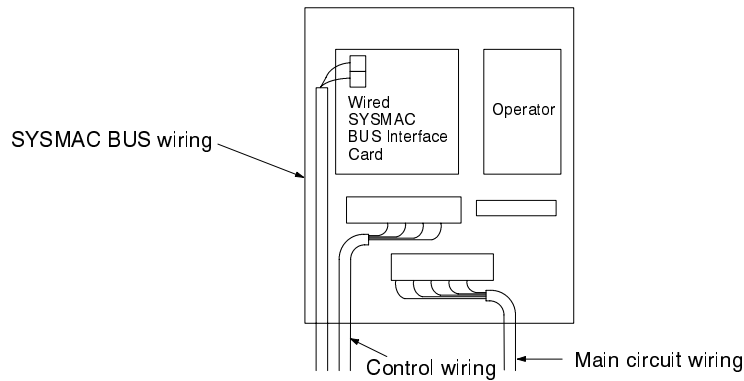 Wired
SYSMAC
BUS Interface
Card
Operator
SYSMAC BUS wiring
Control wiring
Main circuit wiring